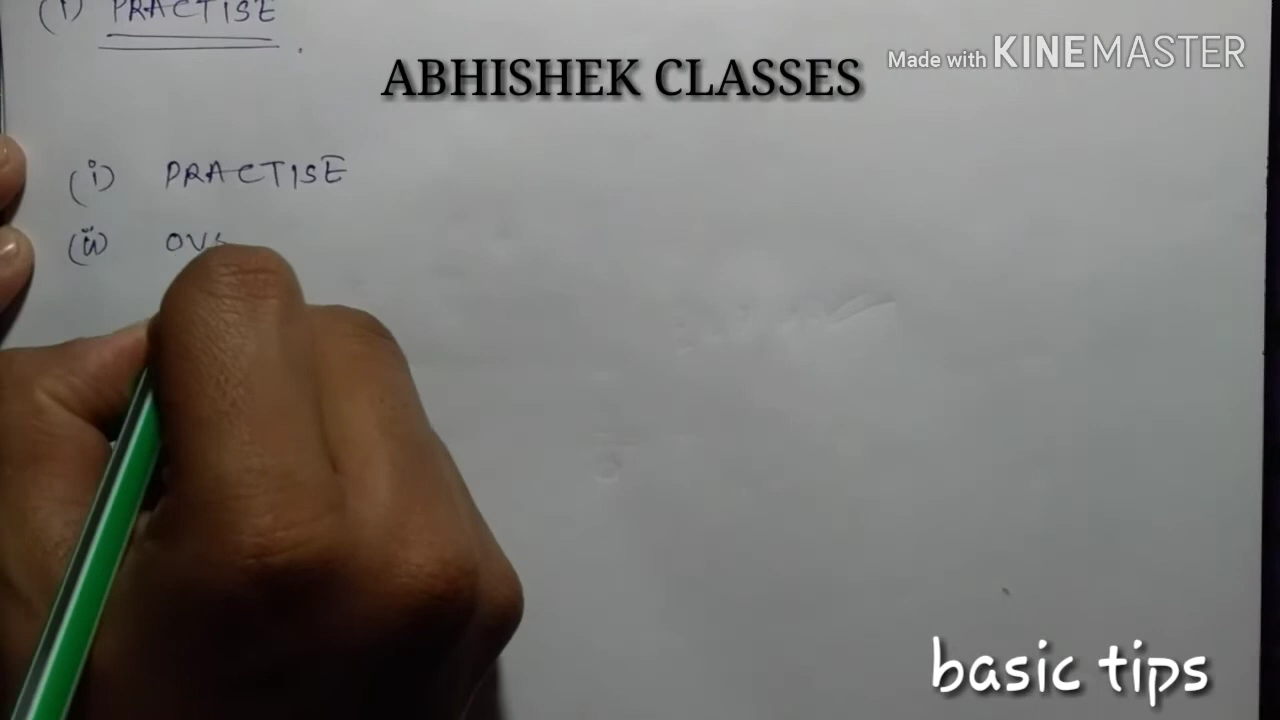 (i) PRACTISE
Made with KINEMASTER
ABHISHEK CLASSES
(i) PRACTISE
(ii)
basic tips